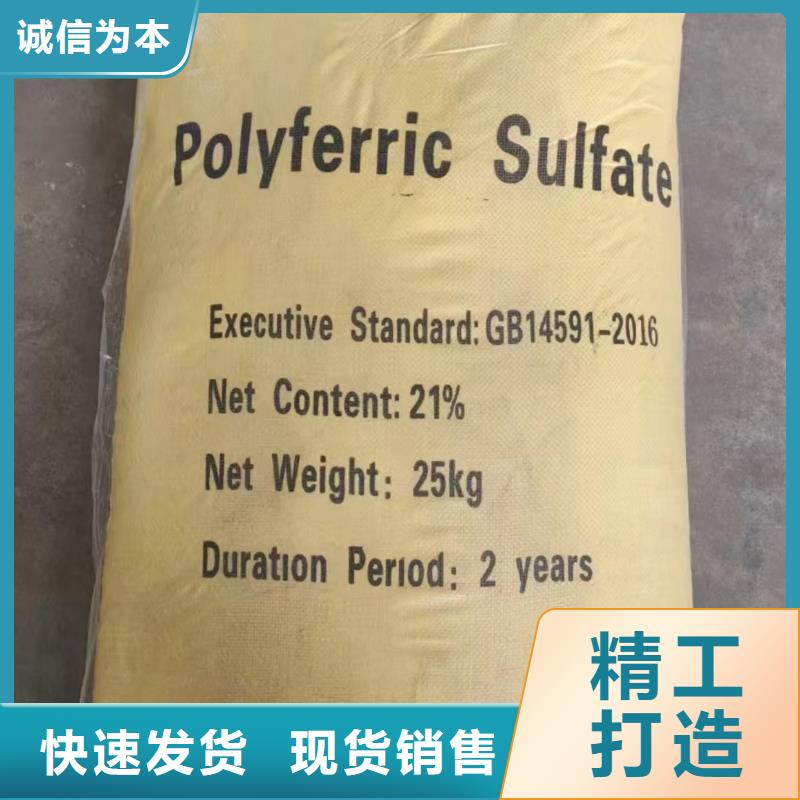 诚信为本
Polyferric Sulfate
Executive Standard:GB14591-2016
Net Content:21%
Net Weight: 25kg
Duration Period: 2 years
精工
打造
快速发货 现货销售